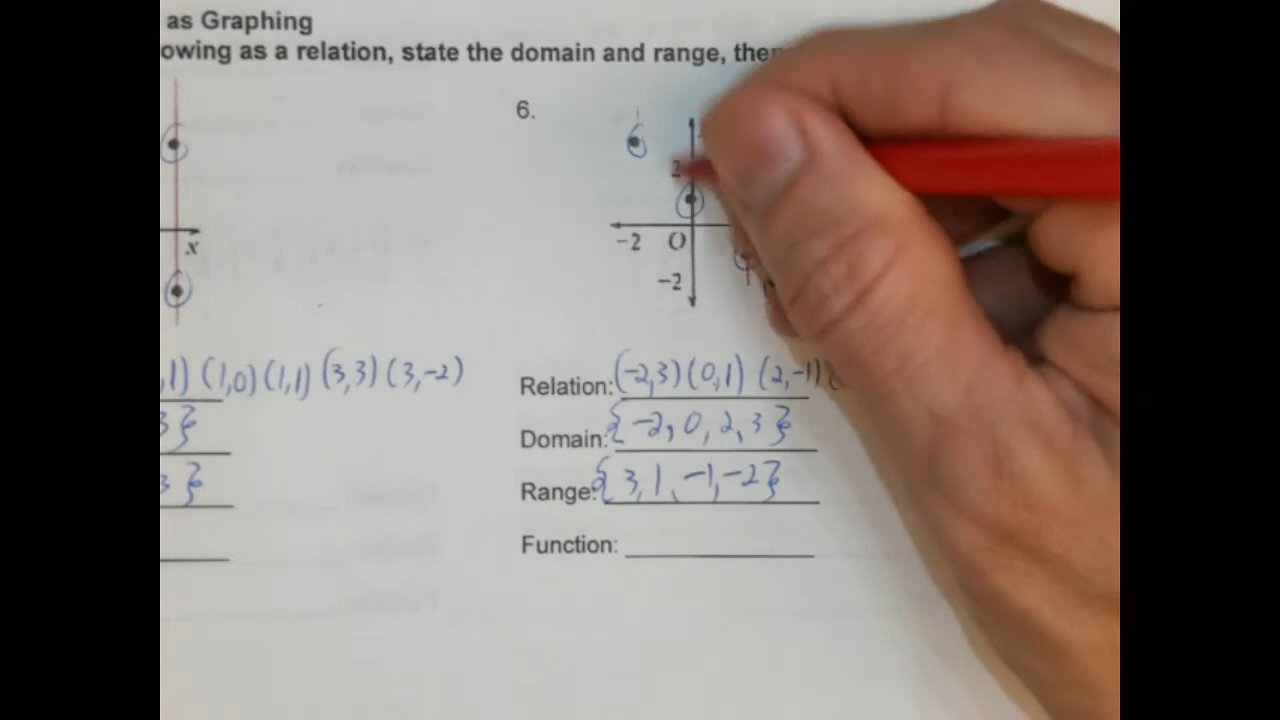 as Graphing
owing as a relation, state the domain and range, then
6.
2
x
-2 O
-2
,1) (1,0) (1,1) (3,3) (3,-2)
Relation: (-2,3) (0,1) (2,-1)
3}
Domain: { -2, 0, 2, 3 }
3}
Range: { 3, 1, -1, -2 }
Function: